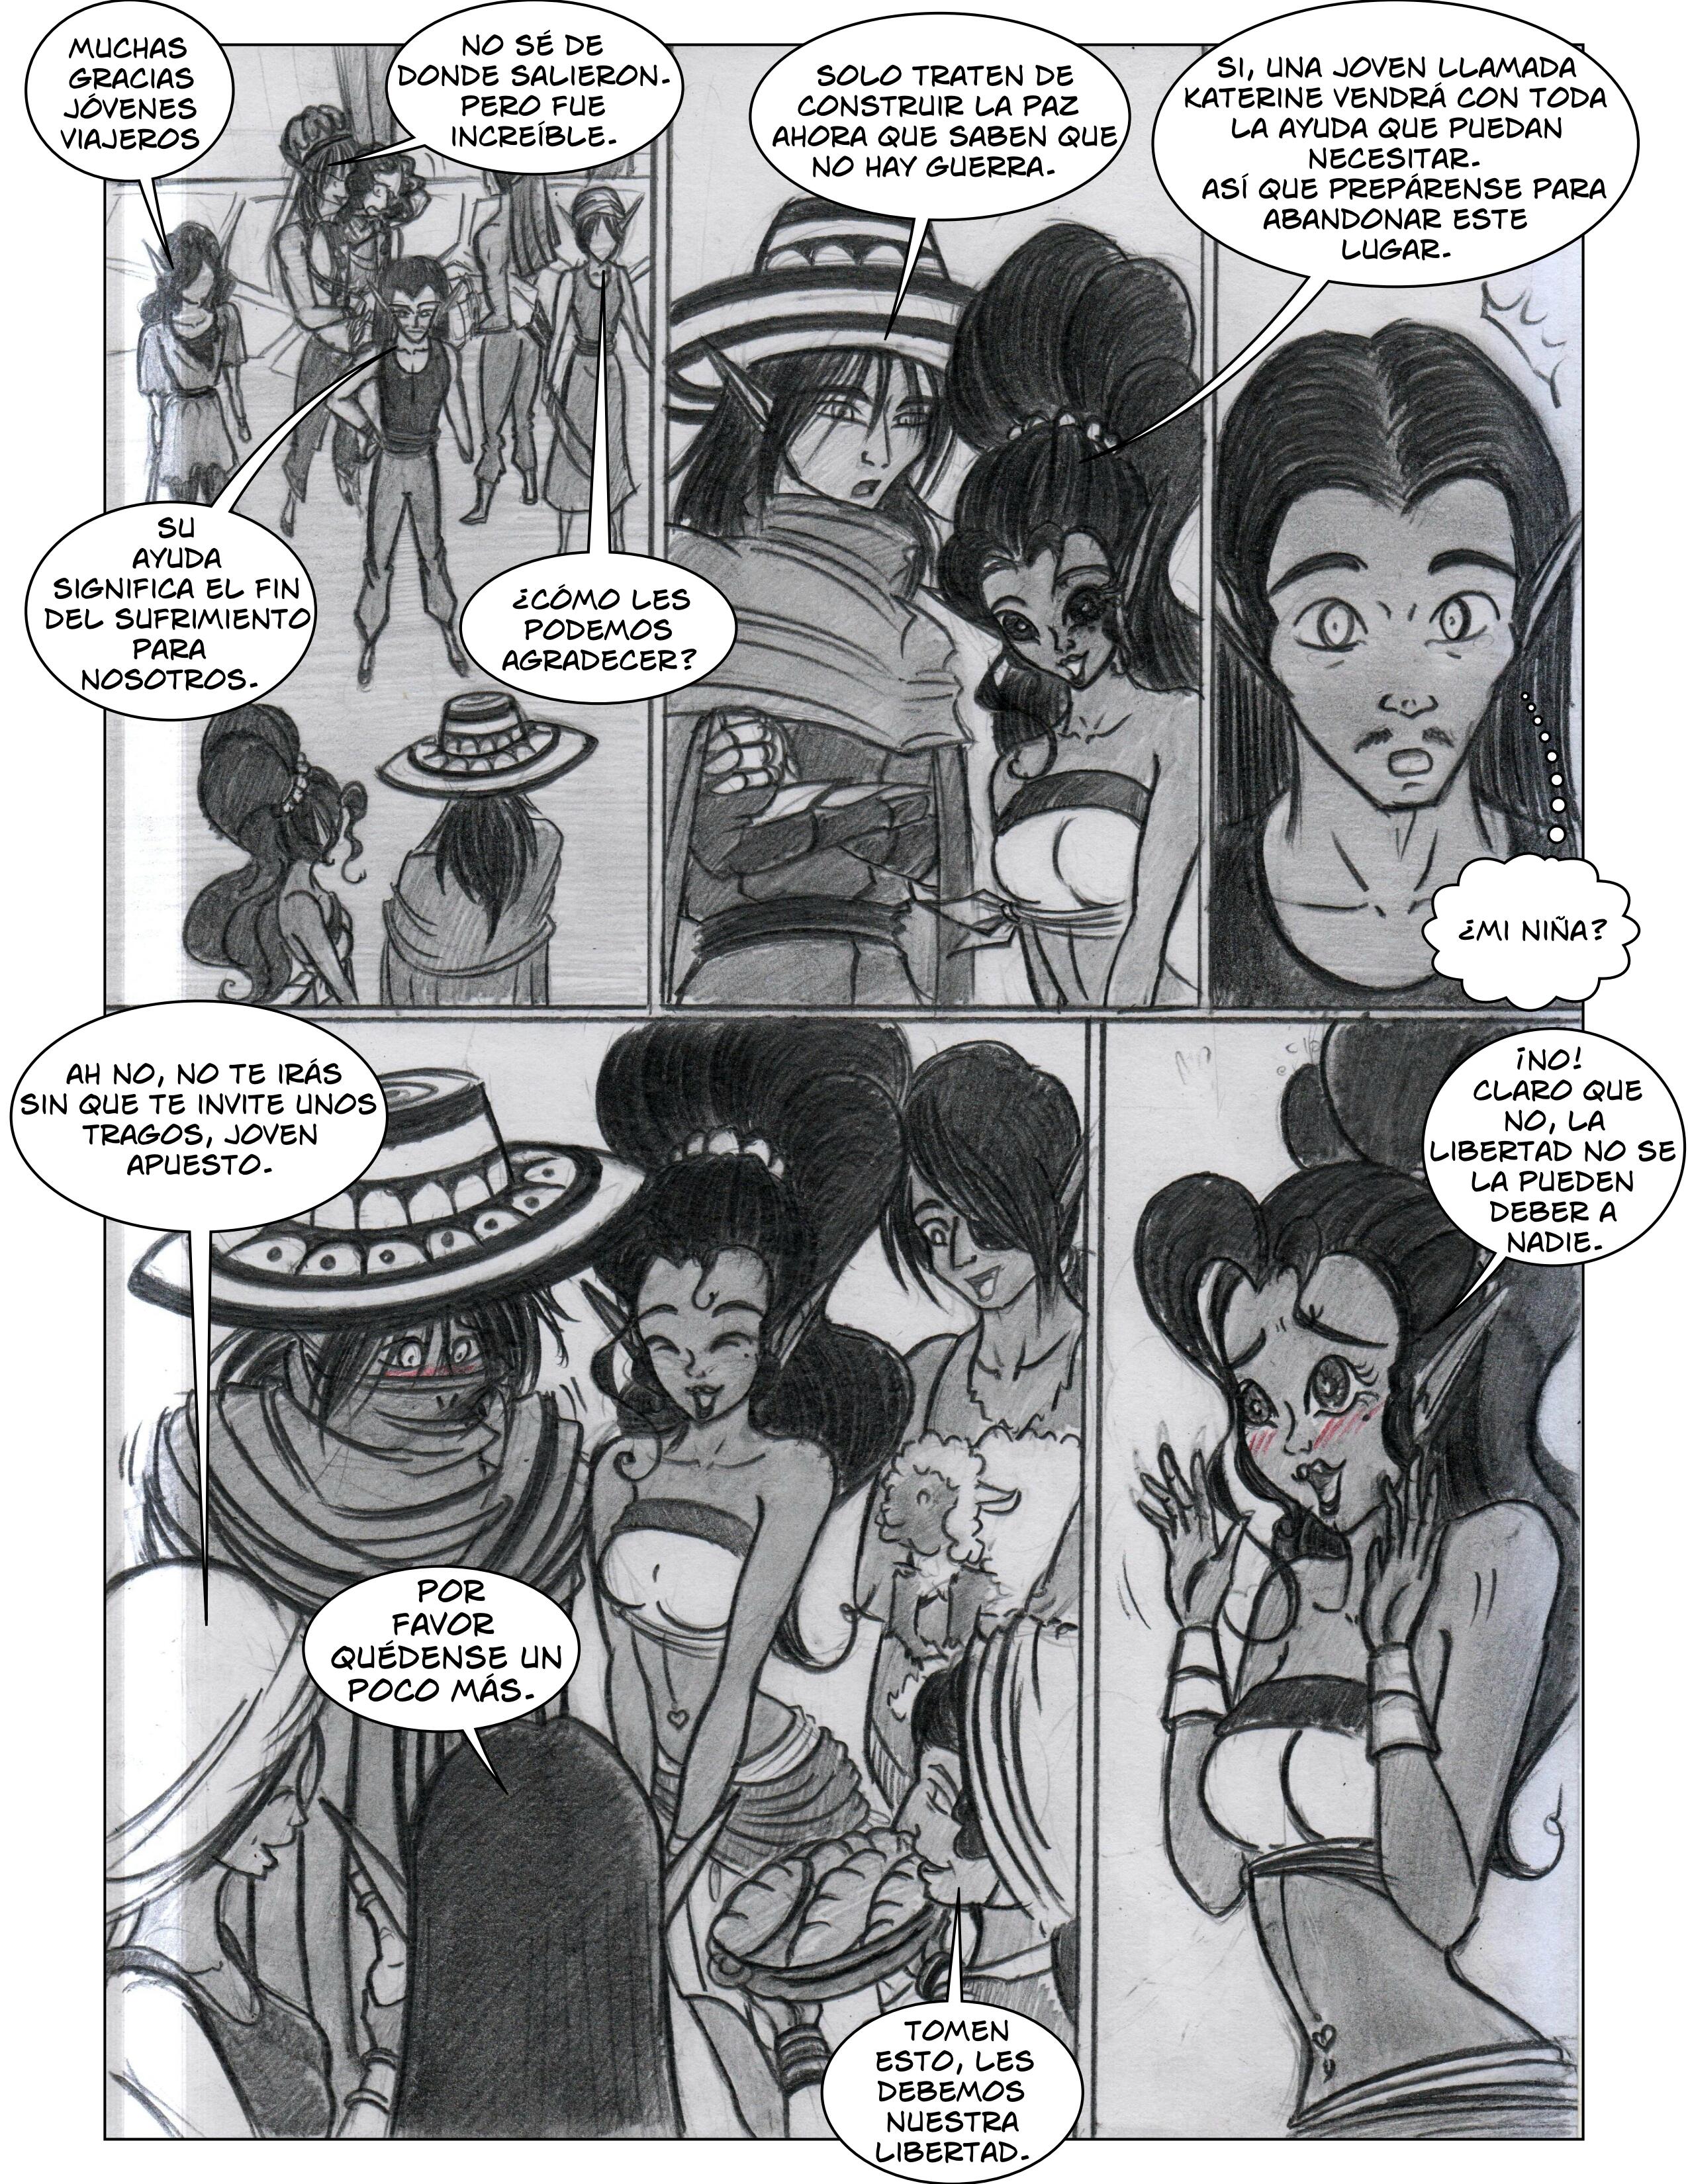 MUCHAS
GRACIAS
JÓVENES
VIAJEROS
NO SÉ DE
DONDE SALIERON.
PERO FUE
INCREÍBLE.
SU
AYUDA
SIGNIFICA EL FIN
DEL SUFRIMIENTO
PARA
NOSOTROS.
¿CÓMO LES
PODEMOS
AGRADECER?
SOLO TRATEN DE
CONSTRUIR LA PAZ
AHORA QUE SABEN QUE
NO HAY GUERRA.
SI, UNA JOVEN LLAMADA
KATERINE VENDRÁ CON TODA
LA AYUDA QUE PUEDAN
NECESITAR.
ASÍ QUE PREPÁRENSE PARA
ABANDONAR ESTE
LUGAR.
¿MI NIÑA?
AH NO, NO TE IRÁS
SIN QUE TE INVITE UNOS
TRAGOS, JOVEN
APUESTO.
POR
FAVOR
QUÉDENSE UN
POCO MÁS.
TOMEN
ESTO, LES
DEBEMOS
NUESTRA
LIBERTAD.
¡NO!
CLARO QUE
NO, LA
LIBERTAD NO SE
LA PUEDEN
DEBER A
NADIE.